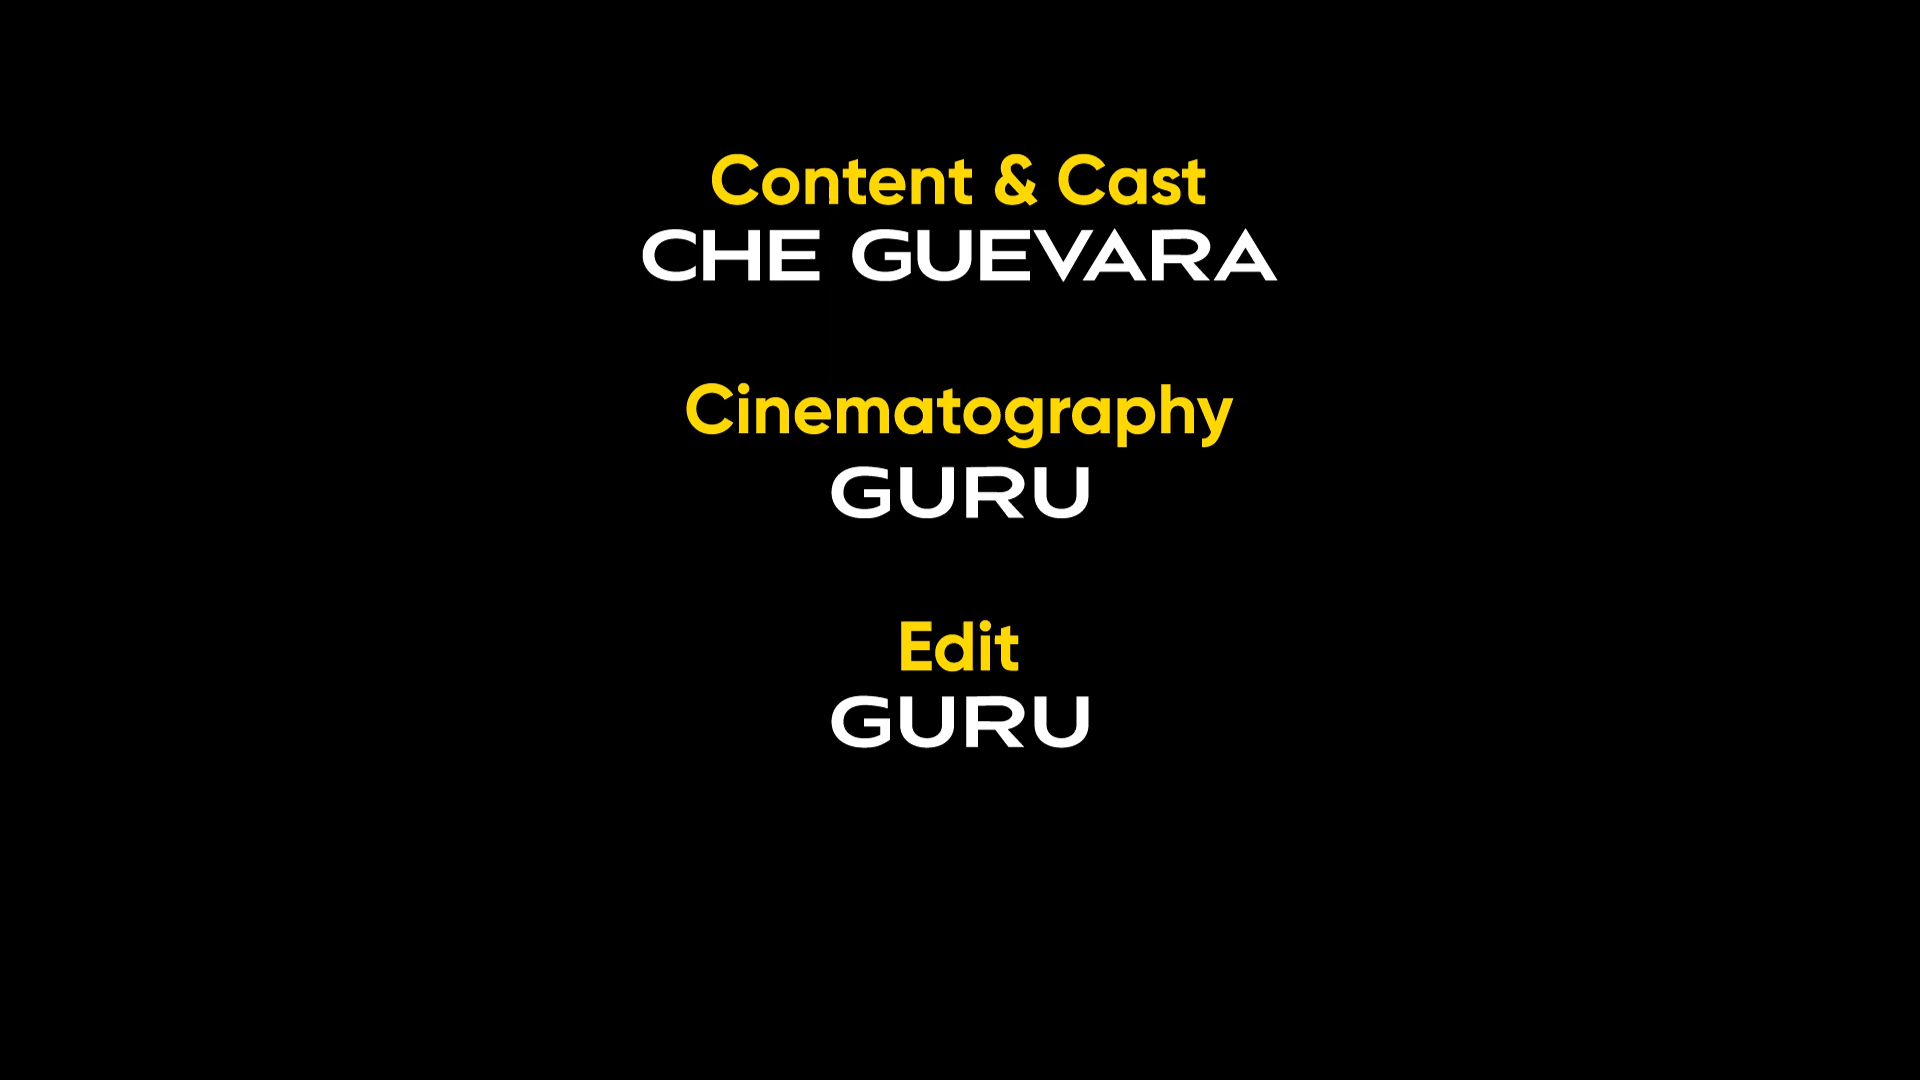 Content & Cast
CHE GUEVARA
Cinematography
GURU
Edit
GURU